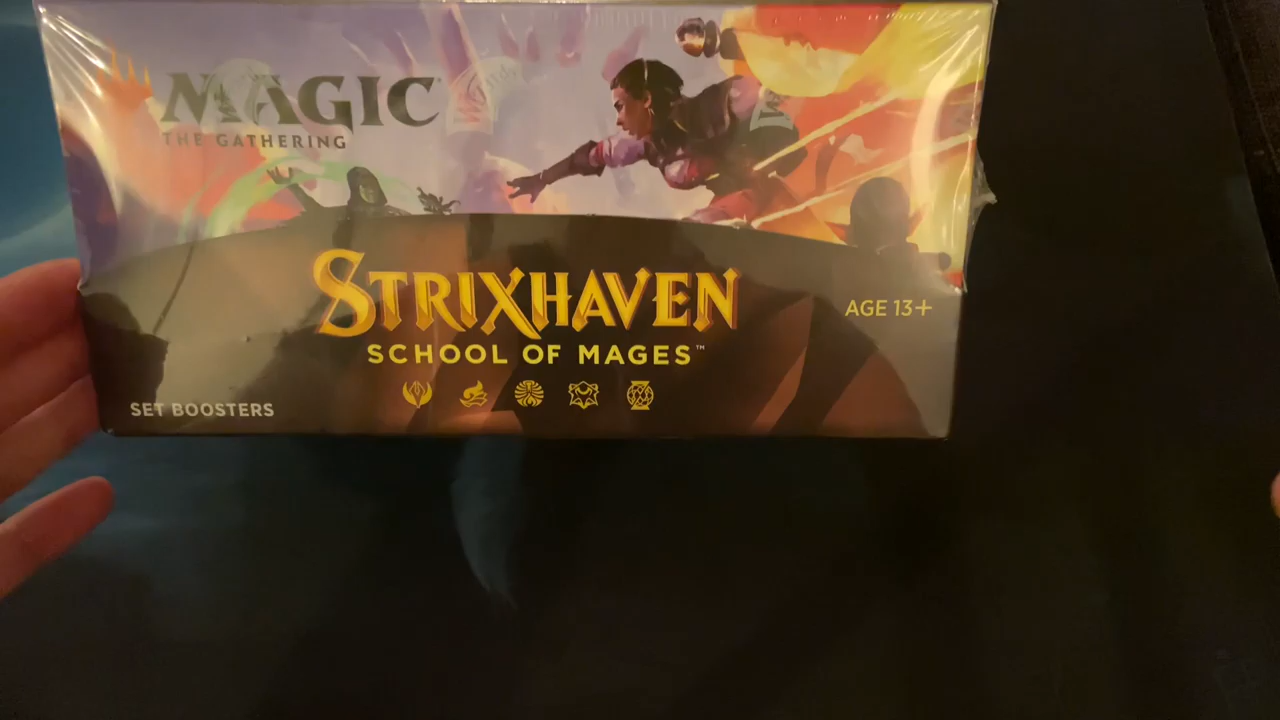 MAGIC
THE GATHERING
STRIXHAVEN
AGE 13+
SCHOOL OF MAGES™
SET BOOSTERS